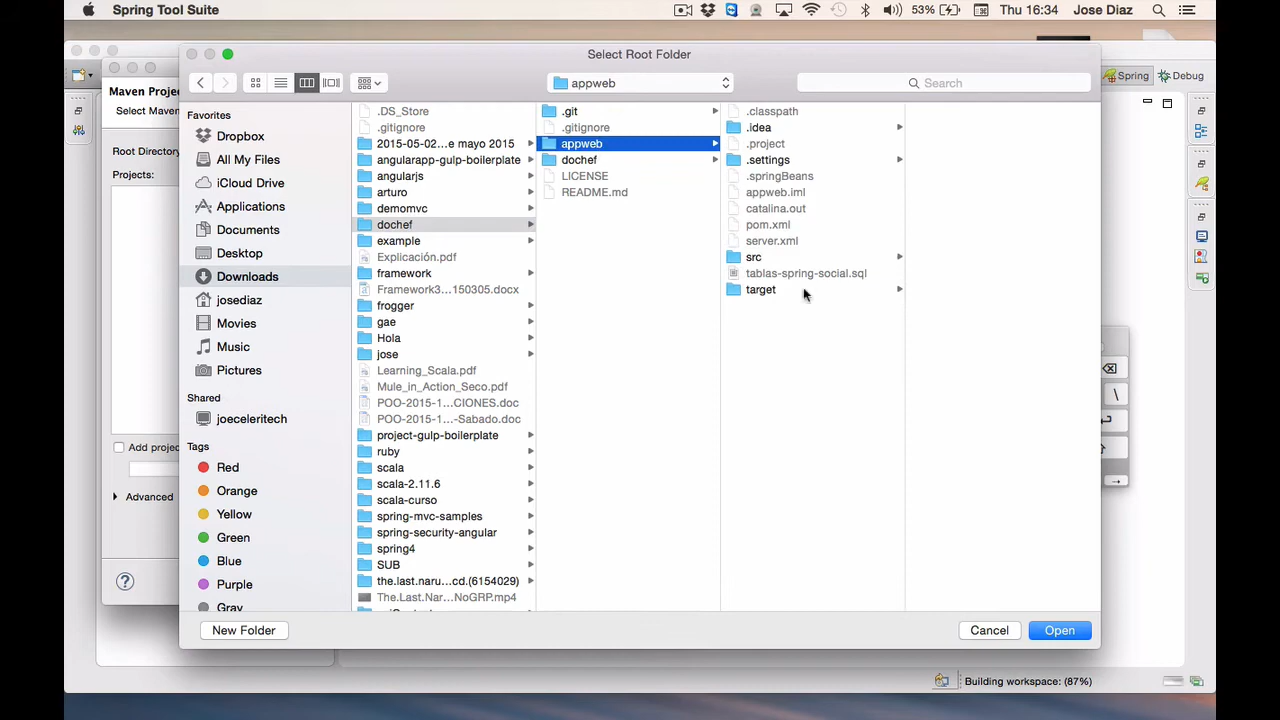 Spring Tool Suite
53%
Thu 16:34
Jose Diaz
Select Root Folder
appweb
Search
Spring
Debug
Maven Proje
Select Maven
Root Directory
Projects:
Add projec
Advanced
Favorites
Dropbox
All My Files
iCloud Drive
Applications
Documents
Desktop
Downloads
josediaz
Movies
Music
Pictures
Shared
joeceleritech
Tags
Red
Orange
Yellow
Green
Blue
Purple
Gray
.DS_Store
.gitignore
2015-05-02...e mayo 2015
angularapp-gulp-boilerplate
angularjs
arturo
demomvc
dochef
example
Explicación.pdf
framework
Framework3...150305.docx
frogger
gae
Hola
jose
Learning_Scala.pdf
Mule_in_Action_Seco.pdf
POO-2015-1...CIONES.doc
POO-2015-1...-Sabado.doc
project-gulp-boilerplate
ruby
scala
scala-2.11.6
scala-curso
spring-mvc-samples
spring-security-angular
spring4
SUB
the.last.naru...cd.(6154029)
The.Last.Nar...NoGRP.mp4
.git
.gitignore
appweb
dochef
LICENSE
README.md
.classpath
.idea
.project
.settings
.springBeans
appweb.iml
catalina.out
pom.xml
server.xml
src
tablas-spring-social.sql
target
\
New Folder
Cancel
Open
Building workspace: (87%)